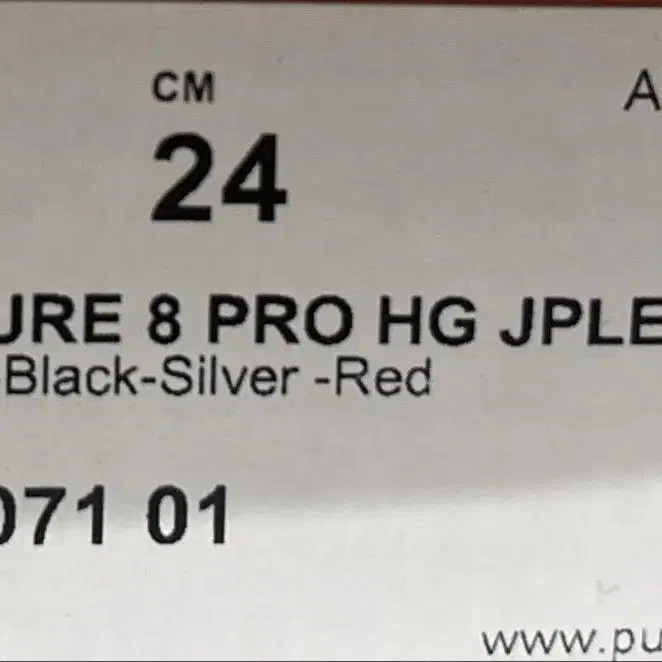 CM
A
24
URE 8 PRO HG JPLE
-Black-Silver -Red
071 01
www.pu